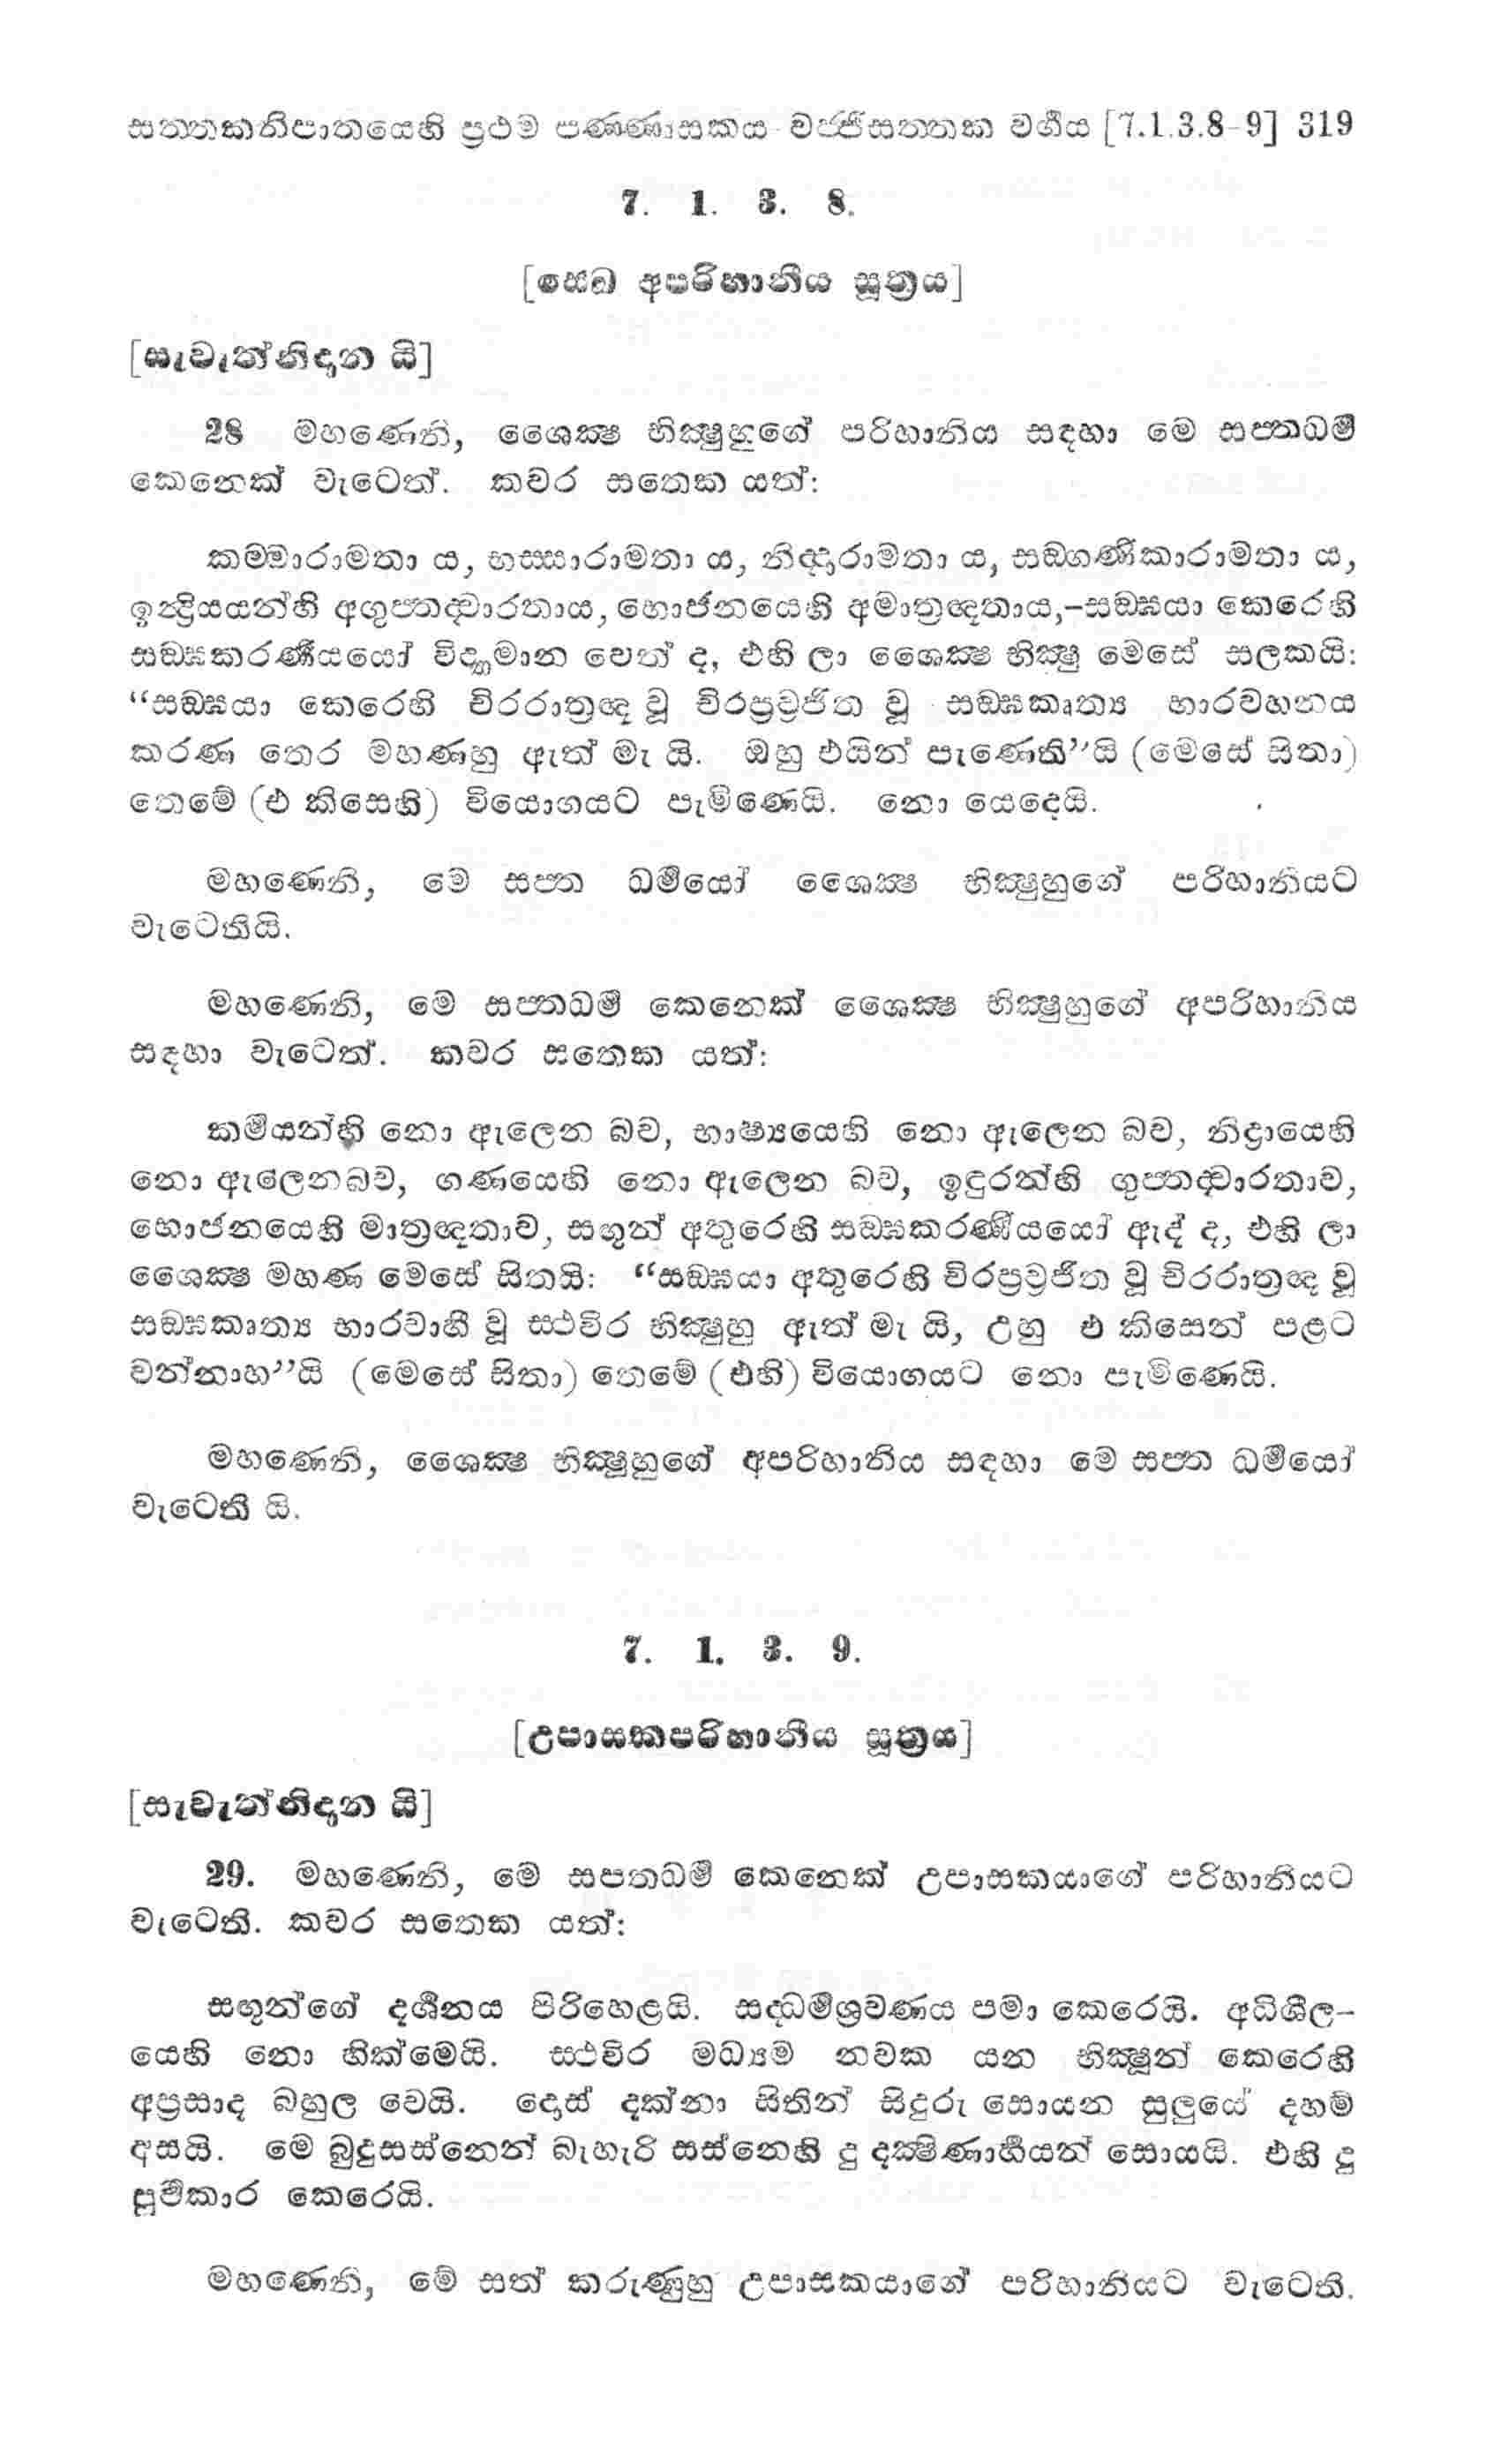 සත්තකනිපාතයෙහි ප්‍රථම පණ්ණාසකය වජ්ජිසත්තක වර්‍ගය [7.1.3.8-9] 319
7. 1. 3. 8.
[සෙඛ අපරිහානීය සූත්‍රය]
[සැවැත්නිදාන යි]
28 මහණෙනි, ශෛක්‍ෂ භික්‍ෂුහුගේ පරිහානිය සඳහා මෙ සප්තධර්‍ම
කෙනෙක් වැටෙත්. කවර සතෙක යත්:
කම්මාරාමතා ය, භස්සාරාමතා ය, නිද්‍දාරාමතා ය, සඞ්ගණිකාරාමතා ය,
ඉන්‍ද්‍රියයන්හි අගුප්තද්‍වාරතාය, භොජනයෙහි අමාත්‍රඥතාය,-සඞ්ඝයා කෙරෙහි
සඞ්ඝකරණීයයෝ විද්‍යමාන වෙත් ද, එහි ලා ශෛක්‍ෂ භික්‍ෂු මෙසේ සලකයි:
“සඞ්ඝයා කෙරෙහි චිරරාත්‍රඥ වූ චිරප්‍රව්‍රජිත වූ සඞ්ඝකෘත්‍ය භාරවහනය
කරණ තෙර මහණහු ඇත් මැ යි. ඔහු එයින් පැණෙති”යි (මෙසේ සිතා)
තෙමේ (එ කිසෙහි) වියොගයට පැමිණෙයි. නො යෙදෙයි.
මහණෙනි, මෙ සප්ත ධර්‍මයෝ ශෛක්‍ෂ භික්‍ෂුහුගේ පරිහානියට
වැටෙතියි.
මහණෙනි, මෙ සප්තධර්‍ම කෙනෙක් ශෛක්‍ෂ භික්‍ෂුහුගේ අපරිහානිය
සඳහා වැටෙත්. කවර සතෙක යත්:
කර්‍මයන්හි නො ඇලෙන බව, භාෂ්‍යයෙහි නො ඇලෙන බව, නිද්‍රායෙහි
නො ඇලෙනබව, ගණයෙහි නො ඇලෙන බව, ඉඳුරන්හි ගුප්තද්‍වාරතාව,
භොජනයෙහි මාත්‍රඥතාව, සඟුන් අතුරෙහි සඞ්ඝකරණීයයෝ ඇද් ද, එහි ලා
ශෛක්‍ෂ මහණ මෙසේ සිතයි: “සඞ්ඝයා අතුරෙහි චිරප්‍රව්‍රජිත වූ චිරරාත්‍රඥ වූ
සඞ්ඝකෘත්‍ය භාරවාහී වූ ස්ථවිර භික්‍ෂුහු ඇත් මැ යි, උහු එ කිසෙන් පළට
වන්නාහ”යි (මෙසේ සිතා) තෙමේ (එහි) වියොගයට නො පැමිණෙයි.
මහණෙනි, ශෛක්‍ෂ භික්‍ෂූහුගේ අපරිහානිය සඳහා මෙ සප්ත ධර්‍මයෝ
වැටෙති යි.
7. 1. 3. 9.
[උපාසකපරිහානීය සූත්‍රය]
[සැවැත්නිදාන යි]
29. මහණෙනි, මේ සප්තධර්‍ම කෙනෙක් උපාසකයාගේ පරිහානියට
වැටෙති. කවර සතෙක යත්:
සඟුන්ගේ දර්‍ශනය පිරිහෙළයි. සද්ධර්‍මශ්‍රවණය පමා කෙරෙයි. අධිශීල-
යෙහි නො හික්මෙයි. ස්ථවිර මධ්‍යම නවක යන භික්‍ෂූන් කෙරෙහි
අප්‍රසාද බහුල වෙයි. දොස් දක්නා සිතින් සිදුරු සොයන සුලුයේ දහම්
අසයි. මෙ බුදුසස්නෙන් බැහැරි සස්නෙහි දු දක්‍ෂිණාර්‍හයන් සොයයි. එහි දු
පූර්‍වකාර කෙරෙයි.
මහණෙනි, මේ සත් කරුණුහු උපාසකයාගේ පරිහානියට වැටෙති.